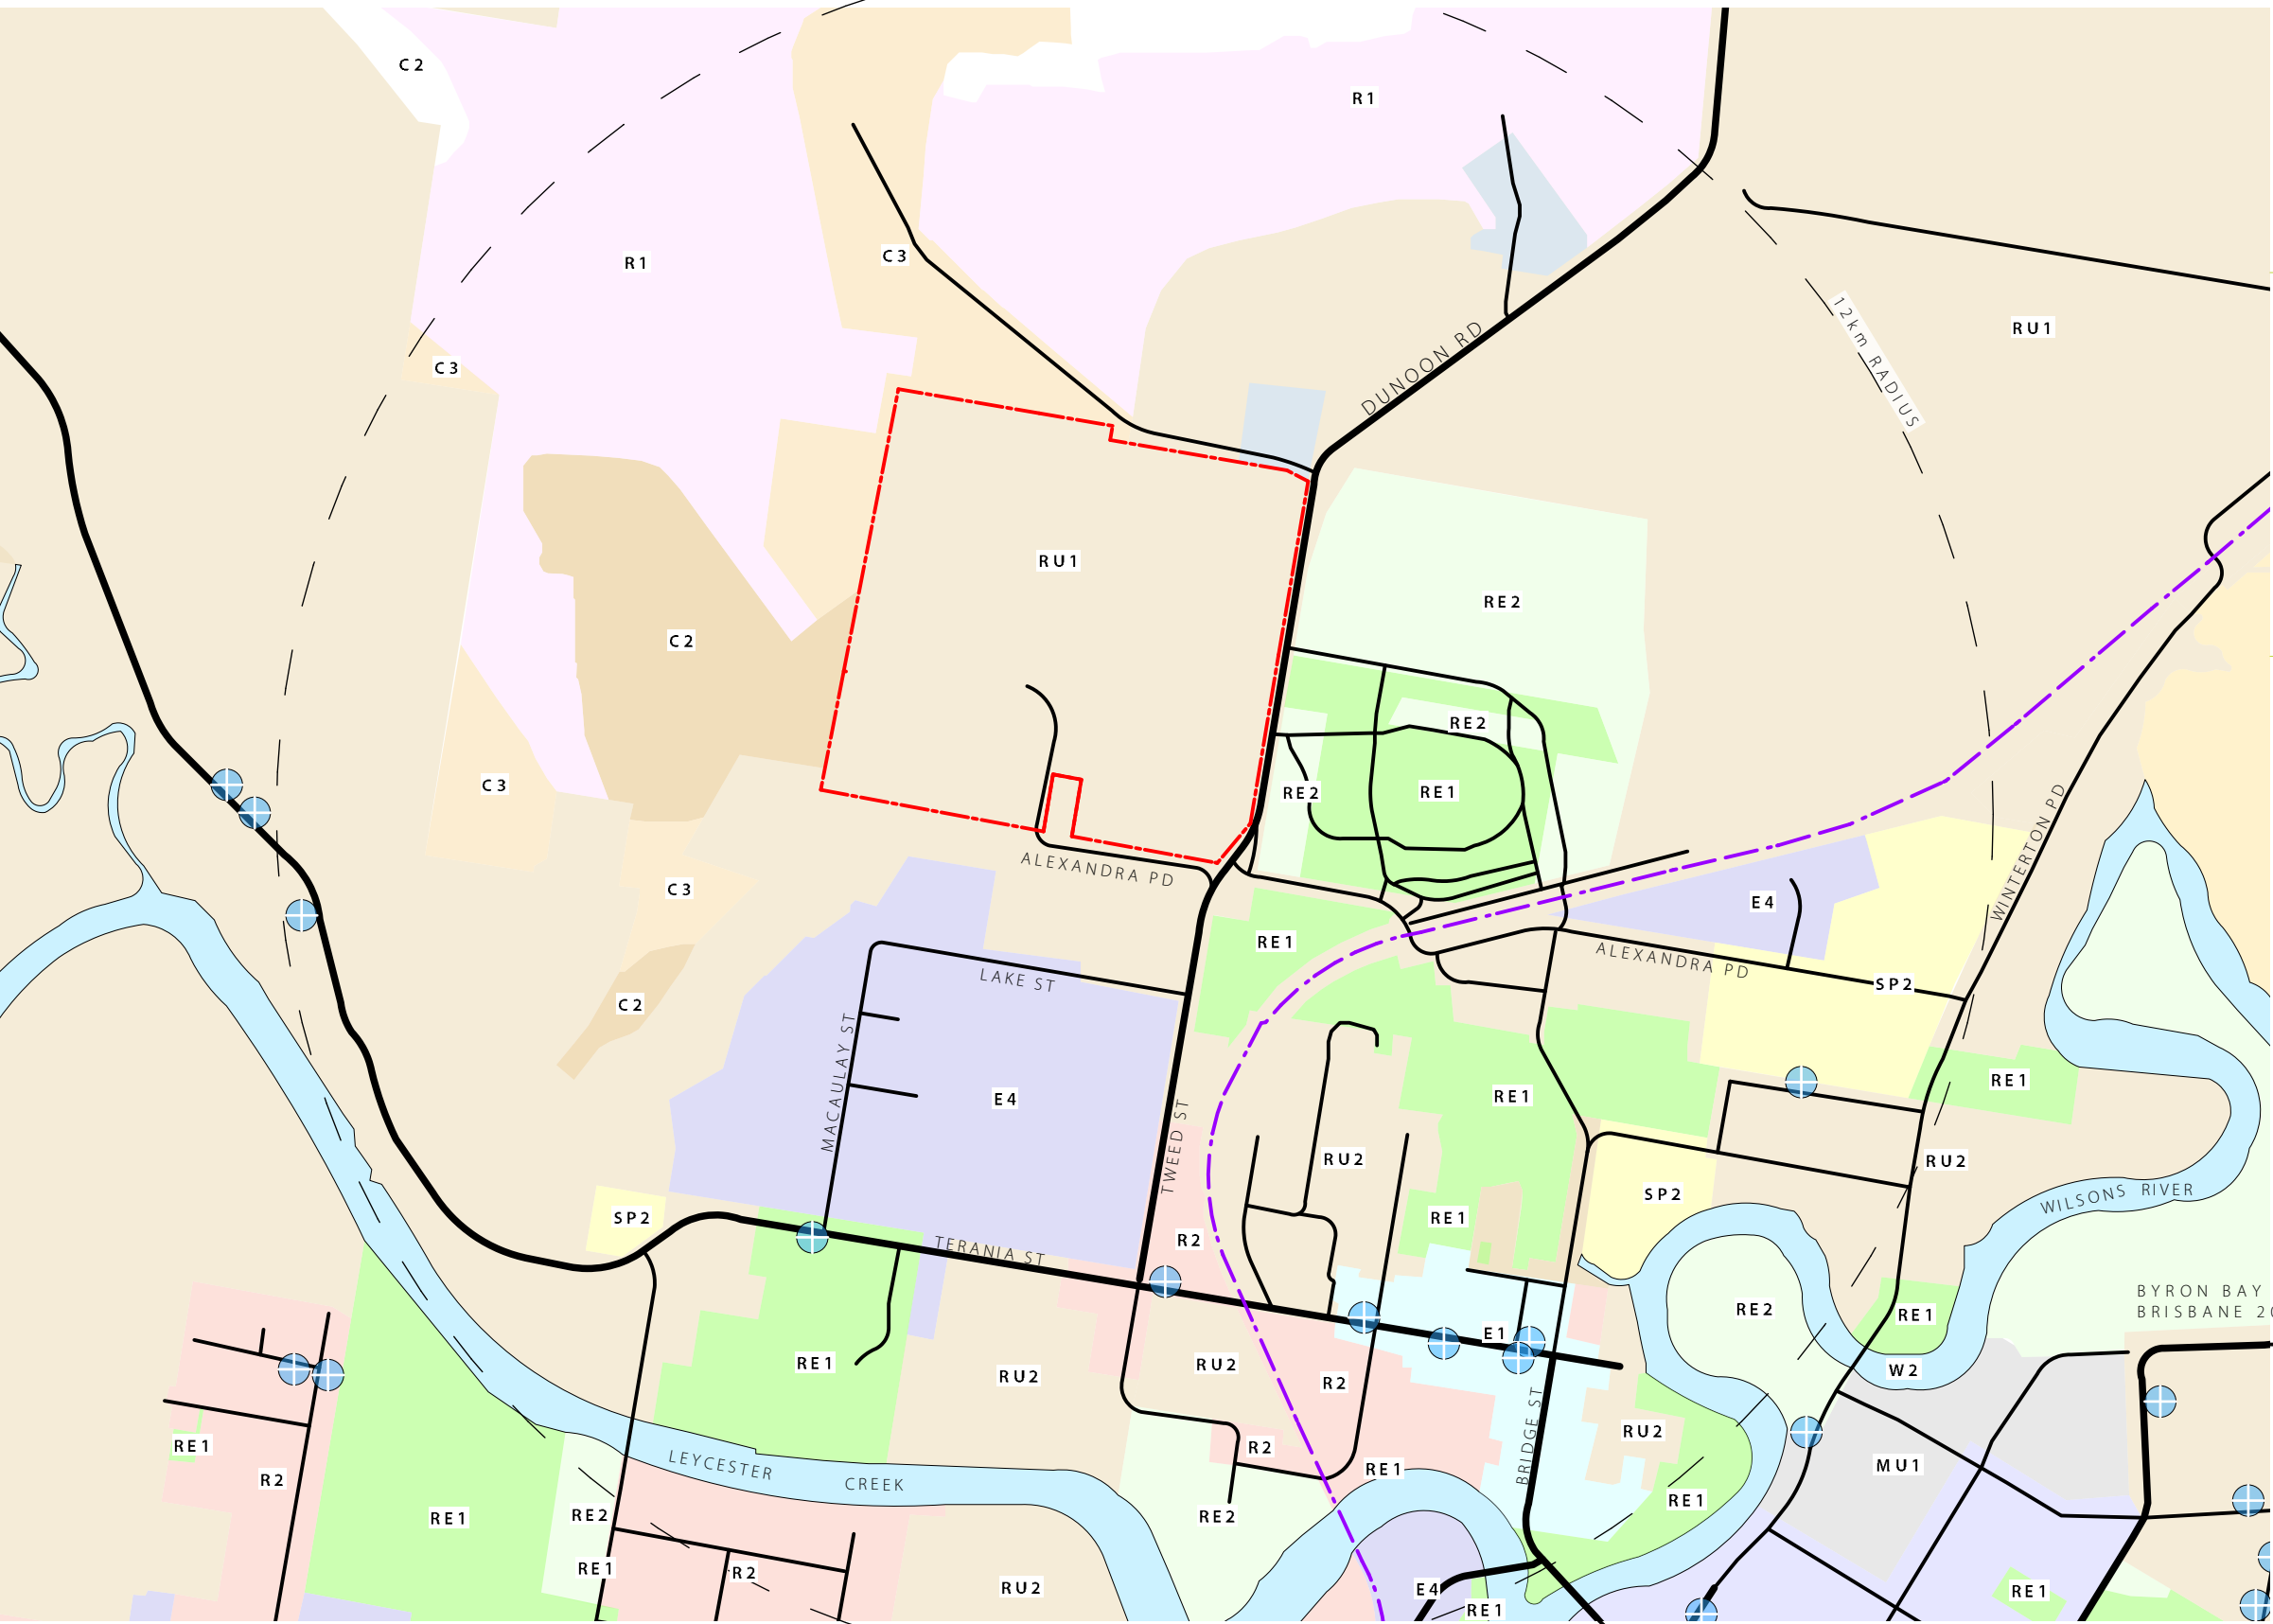 C2
R1
R1
C3
12km RADIUS
RU1
DUNOON RD
C3
RU1
RE2
C2
RE2
C3
RE2
RE1
WINTERTON PD
ALEXANDRA PD
C3
E4
RE1
ALEXANDRA PD
LAKE ST
SP2
C2
MACAULAY ST
RE1
E4
RE1
TWEED ST
RU2
RU2
SP2
WILSONS RIVER
SP2
RE1
R2
TERANIA ST
BYRON BAY
RE2
RE1
BRISBANE 20
E1
RE1
RU2
RU2
W2
R2
BRIDGE ST
RU2
RE1
R2
RE1
MU1
LEYCESTER
CREEK
R2
RE1
RE1
RE2
RE2
RE1
R2
RU2
E4
RE1
RE1